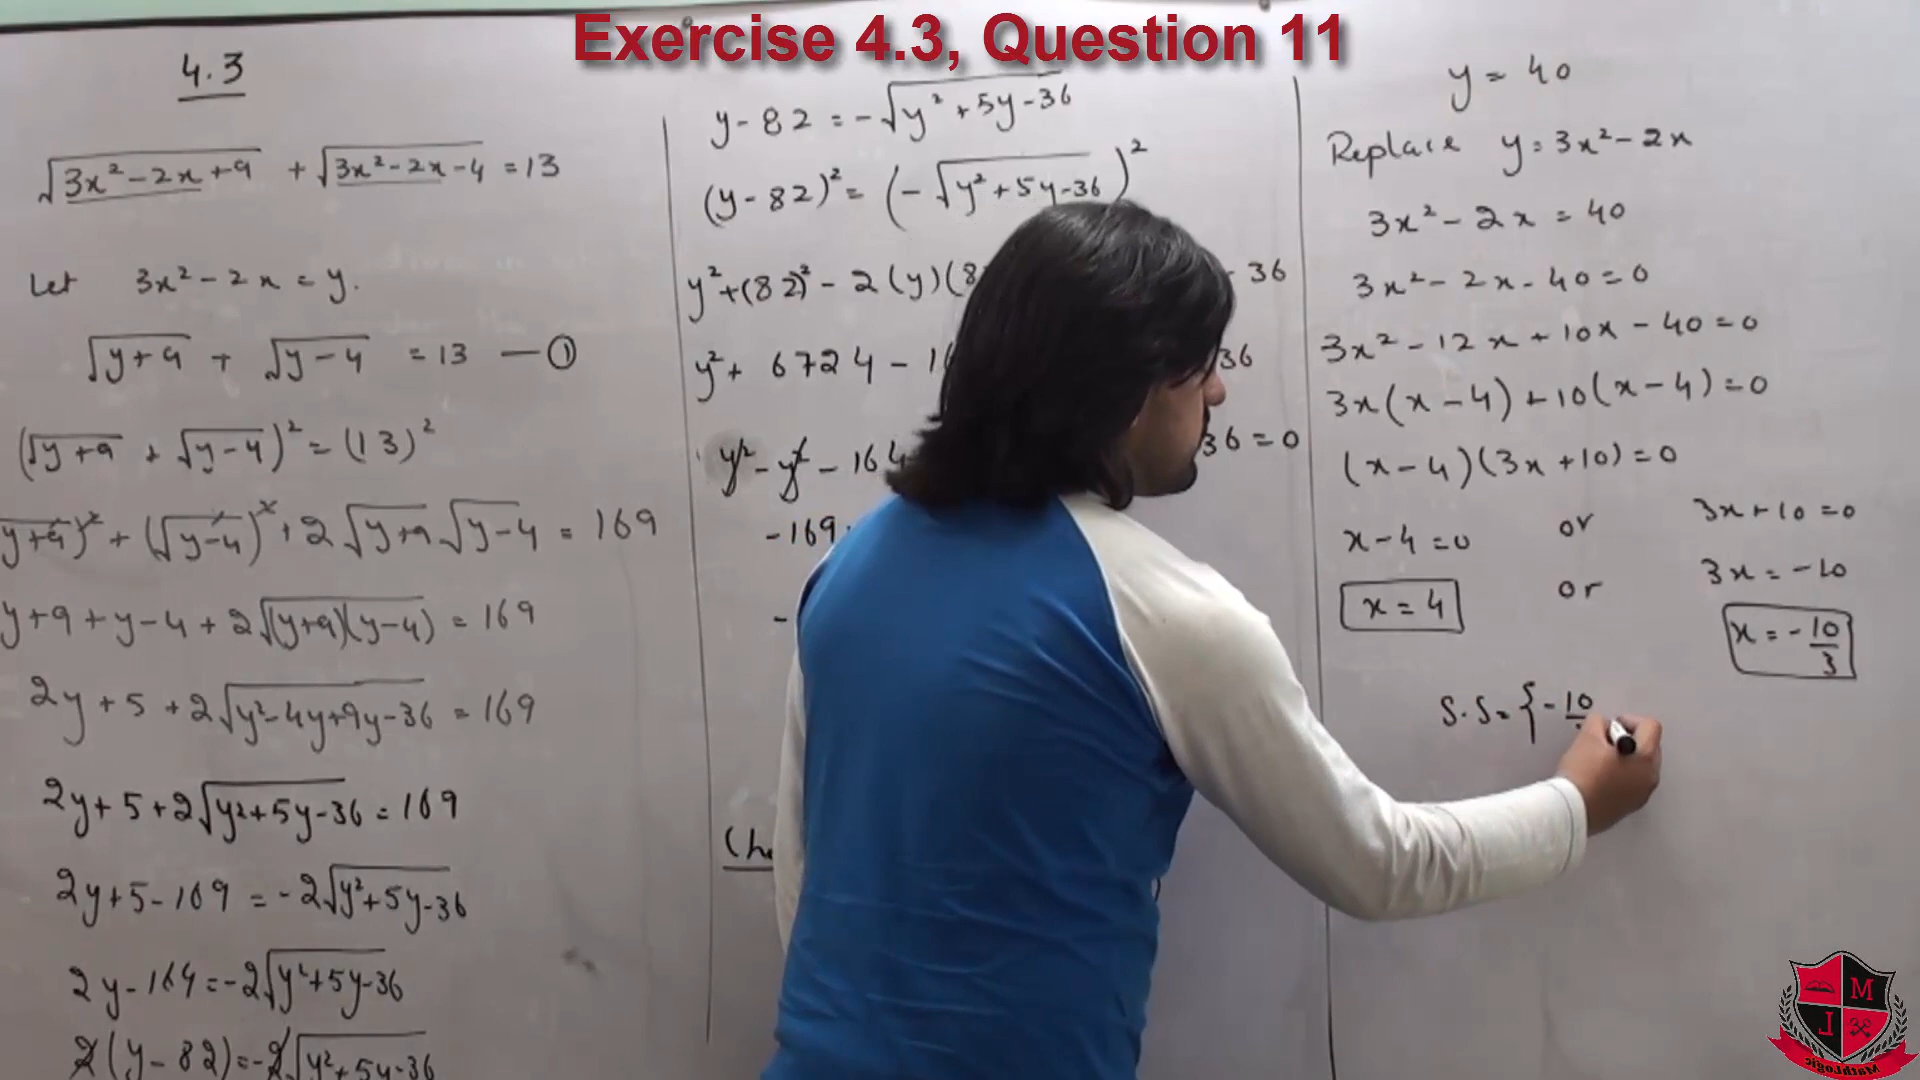 Exercise 4.3, Question 11
4.3
√(3x²-2x+9) + √(3x²-2x-4) = 13
Let 3x²-2x = y.
√(y+9) + √(y-4) = 13 — ①
(√(y+9) + √(y-4))² = (13)²
y+9)² + (√(y-4))² + 2√(y+9)√(y-4) = 169
y+9+y-4+2√((y+9)(y-4)) = 169
2y+5+2√(y²-4y+9y-36) = 169
2y+5+2√(y²+5y-36) = 169
2y+5-169 = -2√(y²+5y-36)
2y-164 = -2√(y²+5y-36)
2(y-82) = -2√(y²+5y-36)
y-82 = -√(y²+5y-36)
(y-82)² = (-√(y²+5y-36))²
y²+(82)²-2(y)(8 36
y²+ 6724 - 1 36
y²-y²-164 36=0
-169
-
(h
y = 40
Replace y = 3x²-2x
3x²-2x = 40
3x²-2x-40=0
3x²-12x+10x-40=0
3x(x-4)+10(x-4)=0
(x-4)(3x+10)=0
x-4=0 or 3x+10=0
or 3x=-10
x=4 x=-10/3
S.S={-10
M
MathLogic